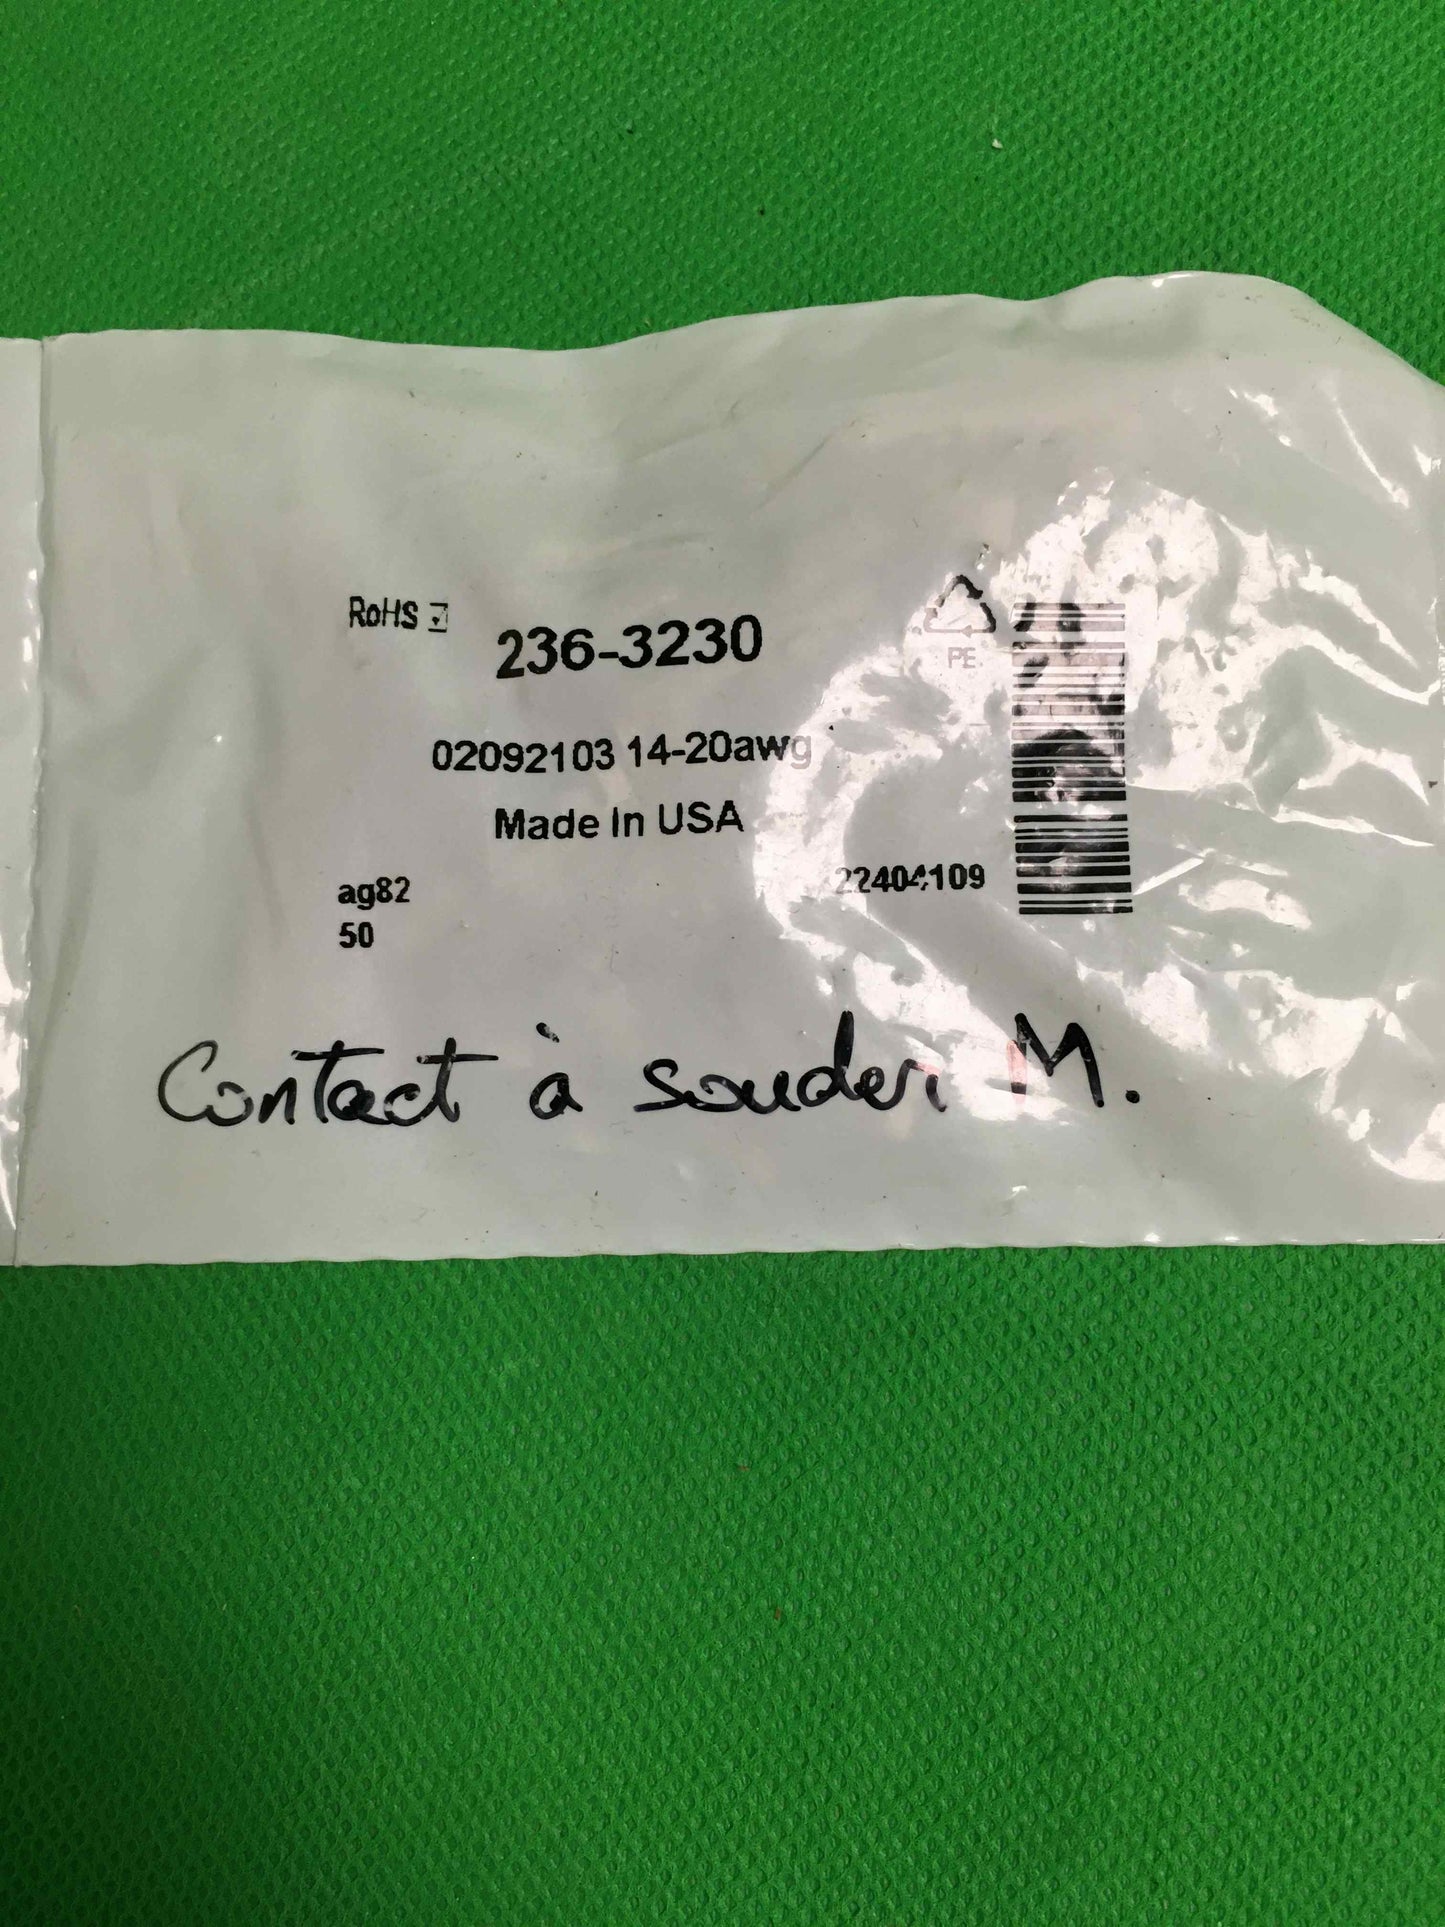 RoHS
236-3230
PE
02092103 14-20awg
Made In USA
ag82
22404109
50
Contact à souder M.